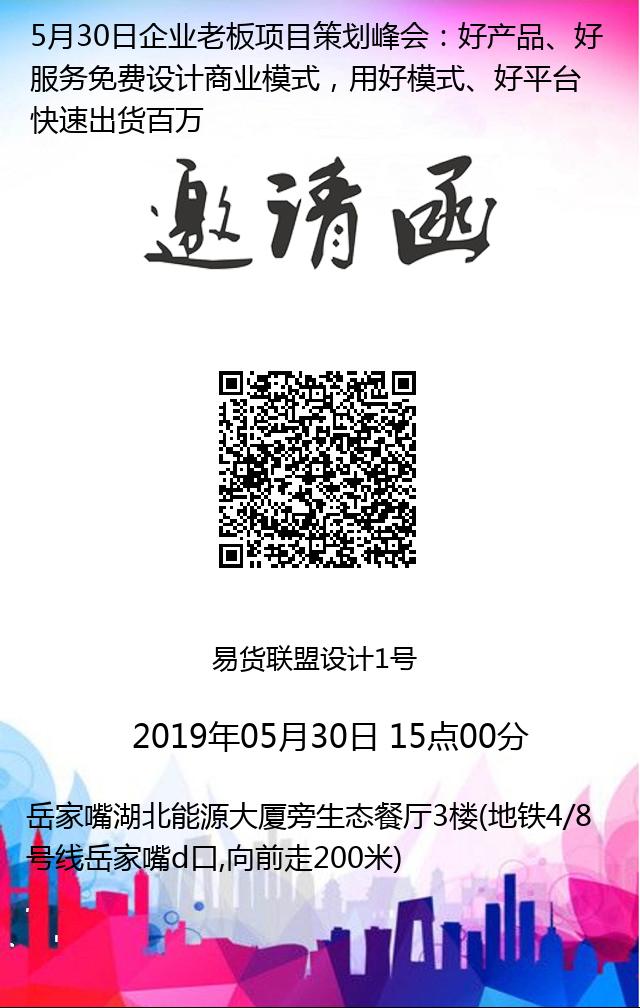 5月30日企业老板项目策划峰会：好产品、好
服务免费设计商业模式，用好模式、好平台
快速出货百万
邀请函
易货联盟设计1号
2019年05月30日 15点00分
岳家嘴湖北能源大厦旁生态餐厅3楼(地铁4/8
号线岳家嘴d口,向前走200米)